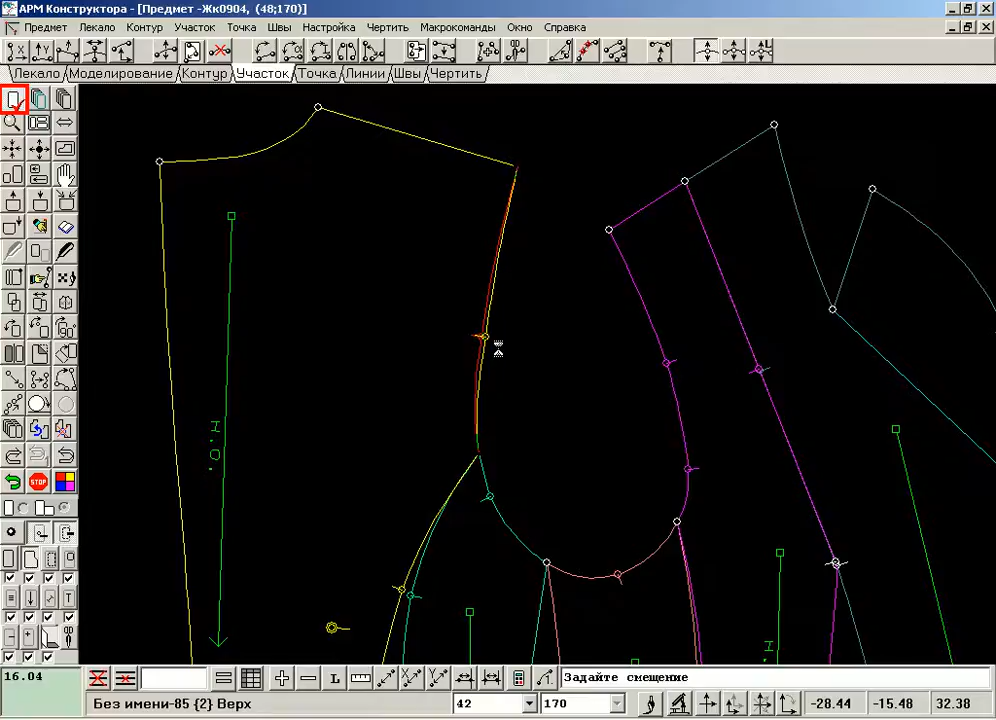 АРМ Конструктора - [Предмет -Жк0904, (48;170)]
Предмет Лекало Контур Участок Точка Швы Настройка Чертить Макрокоманды Окно Справка
Лекало Моделирование Контур Участок Точка Линии Швы Чертить
Н.О.
Н.
STOP
16.04
Задайте смещение
Без имени-85 {2} Верх
42
170
-28.44
-15.48
32.38